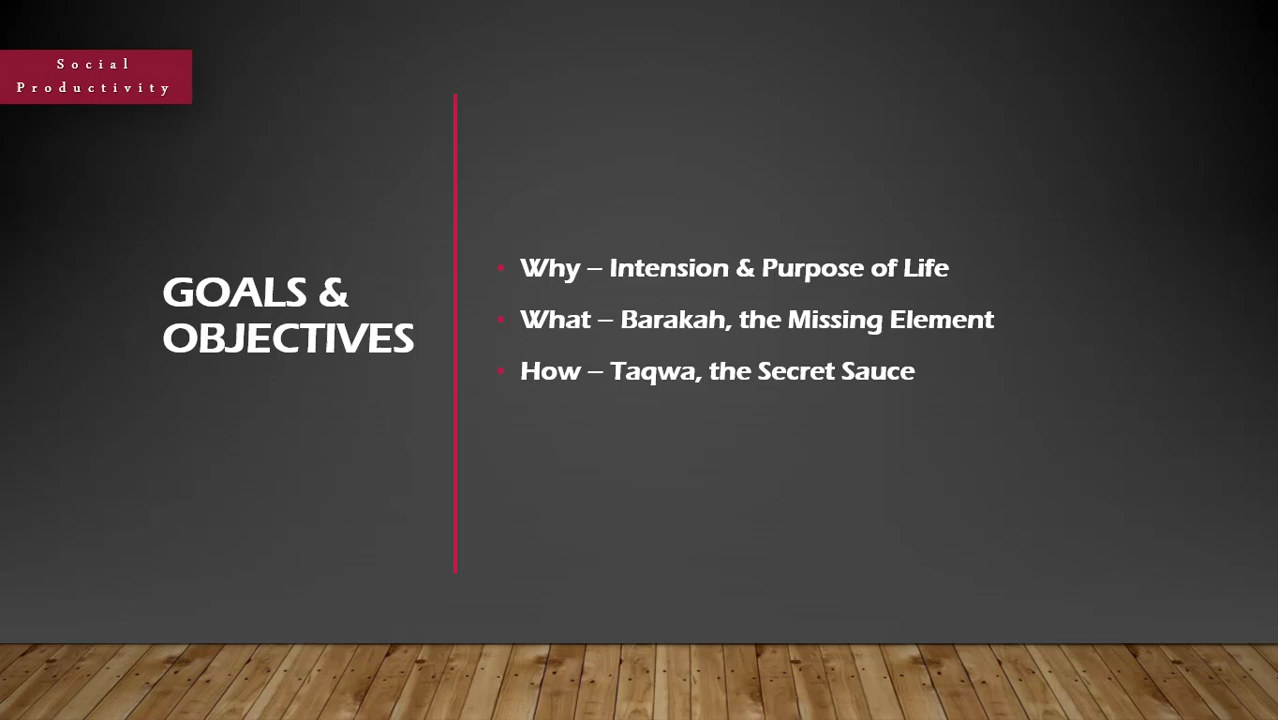 Social
Productivity
GOALS &
OBJECTIVES
• Why – Intension & Purpose of Life
• What – Barakah, the Missing Element
• How – Taqwa, the Secret Sauce